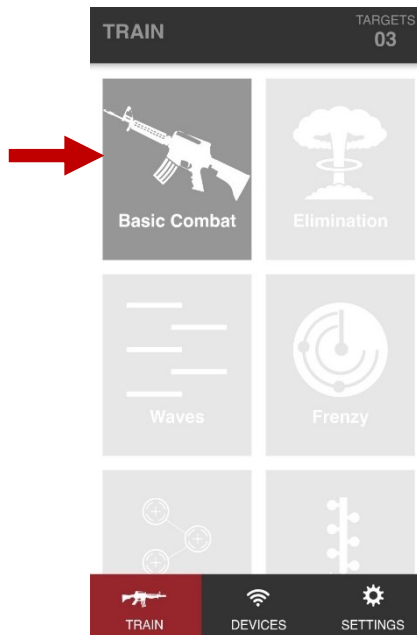 TRAIN
TARGETS
03
Basic Combat
Elimination
Waves
Frenzy
TRAIN
DEVICES
SETTINGS